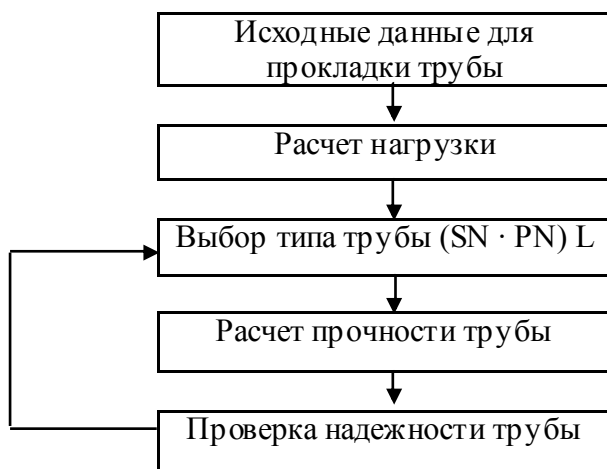 Исходные данные для
прокладки трубы
Расчет нагрузки
Выбор типа трубы (SN · PN) L
Расчет прочности трубы
Проверка надежности трубы